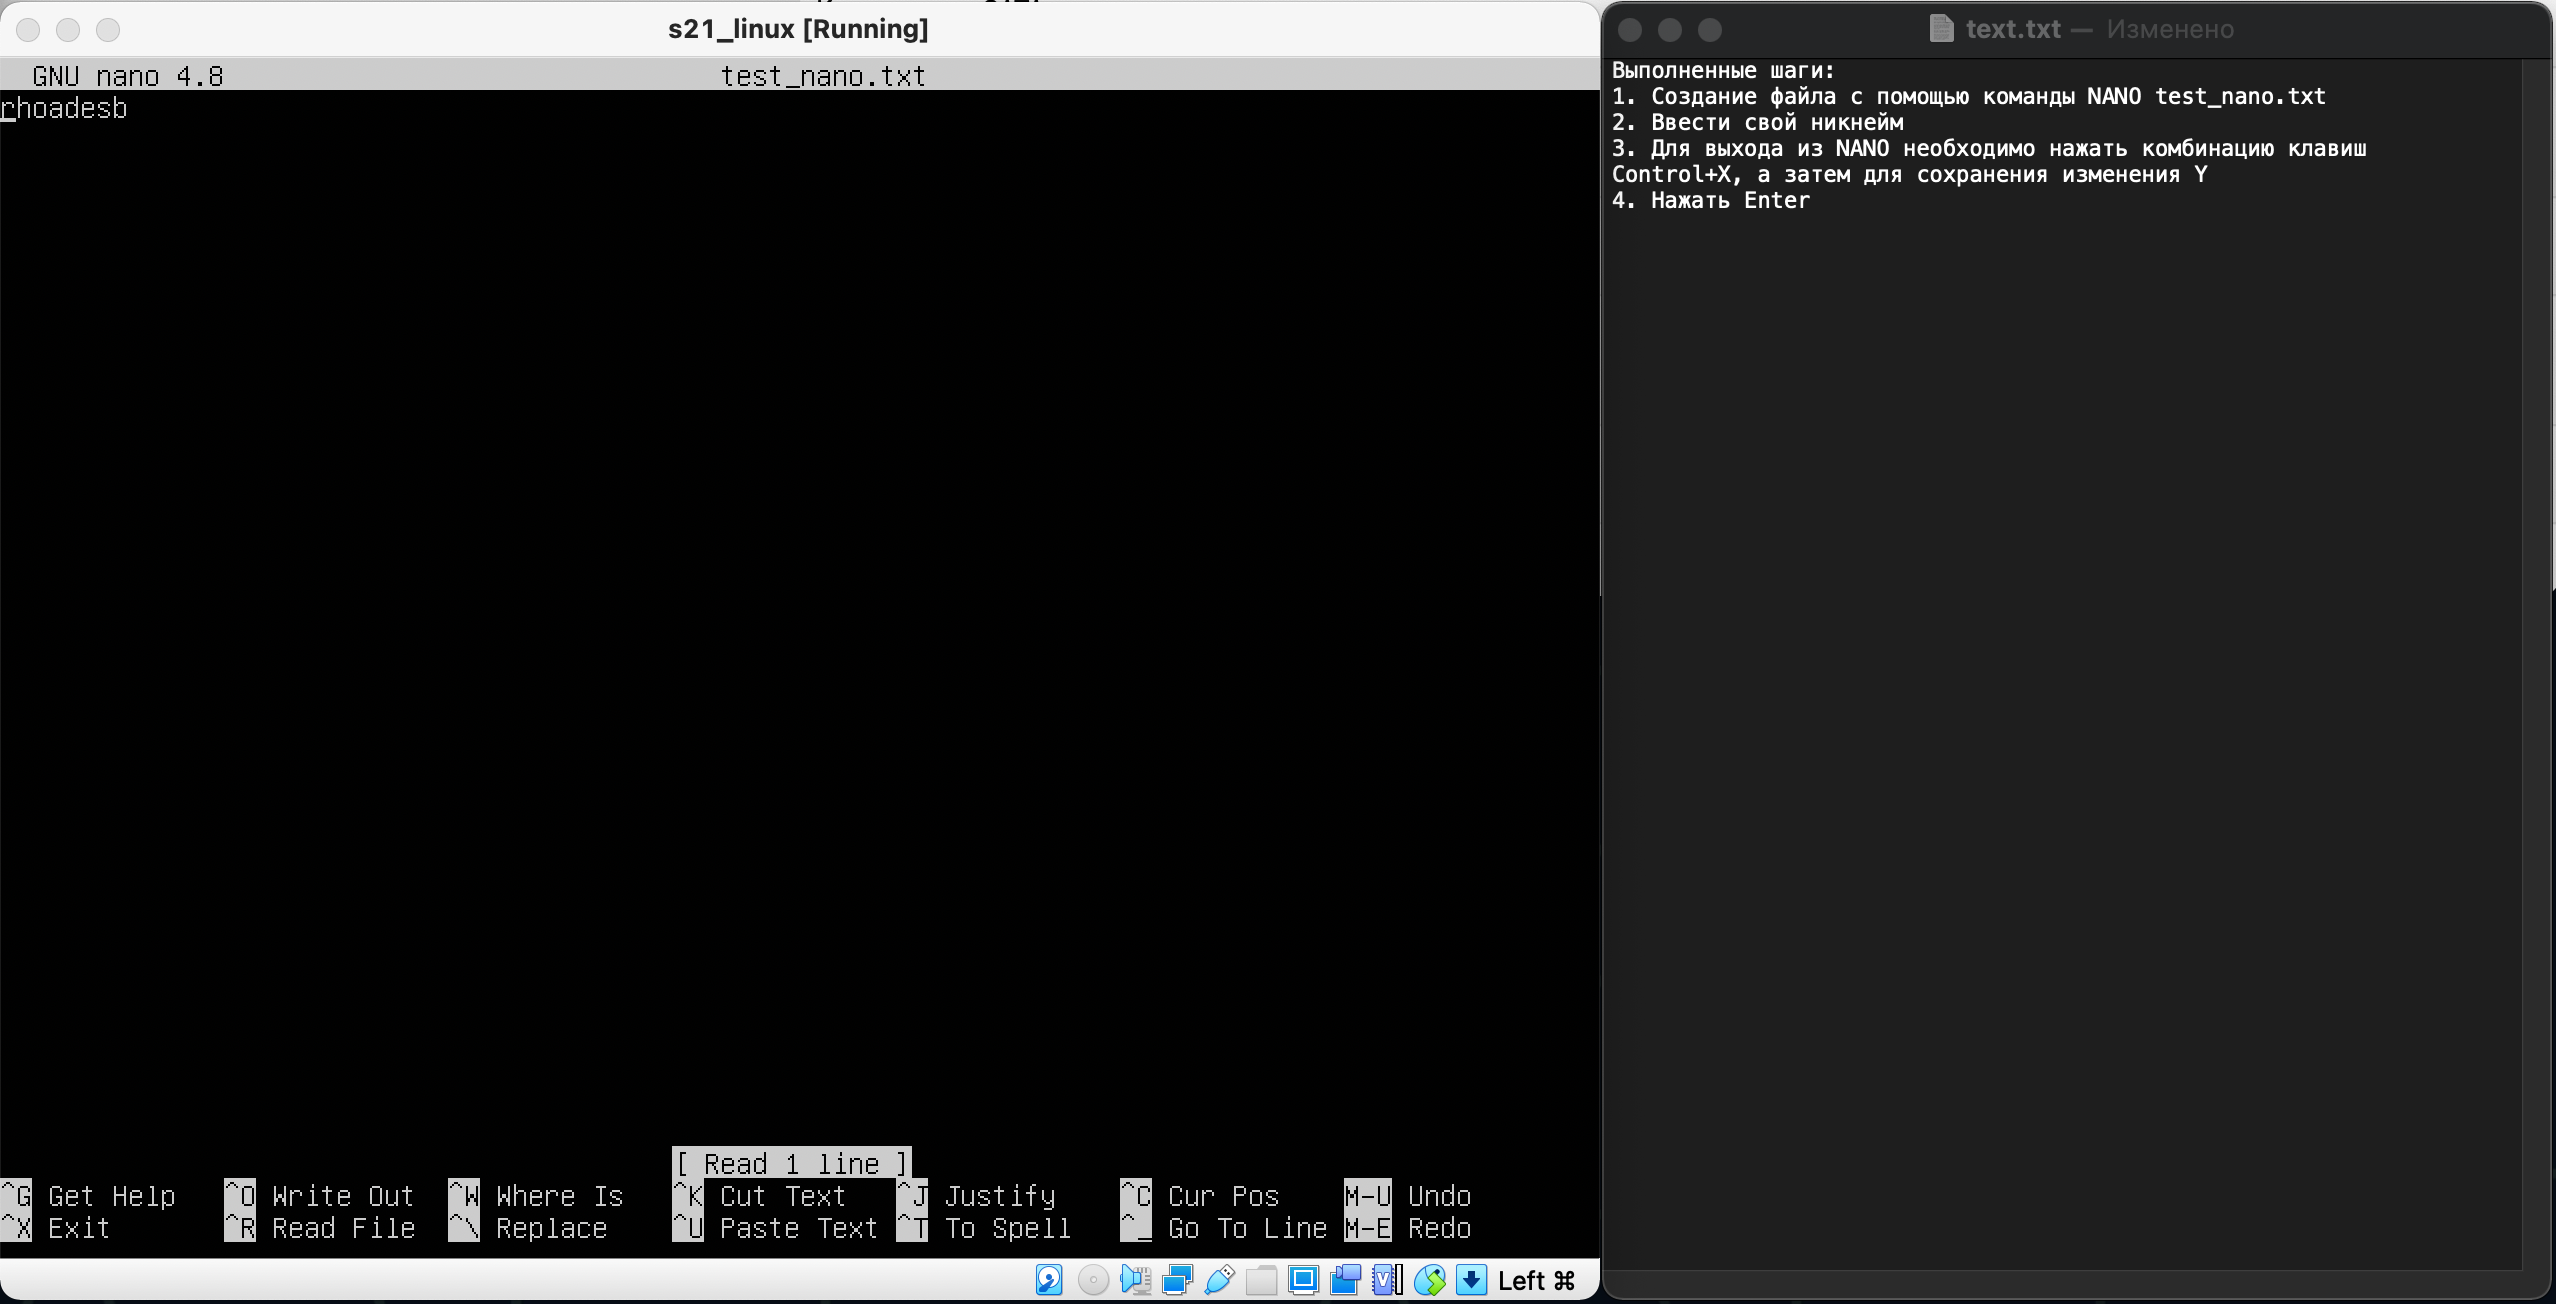 s21_linux [Running]
GNU nano 4.8 test_nano.txt
rhoadesb
[ Read 1 line ]
^G Get Help ^O Write Out ^W Where Is ^K Cut Text ^J Justify ^C Cur Pos M-U Undo
^X Exit ^R Read File ^\ Replace ^U Paste Text ^T To Spell ^_ Go To Line M-E Redo
Left ⌘
text.txt — Изменено
Выполненные шаги:
1. Создание файла с помощью команды NANO test_nano.txt
2. Ввести свой никнейм
3. Для выхода из NANO необходимо нажать комбинацию клавиш
Control+X, а затем для сохранения изменения Y
4. Нажать Enter